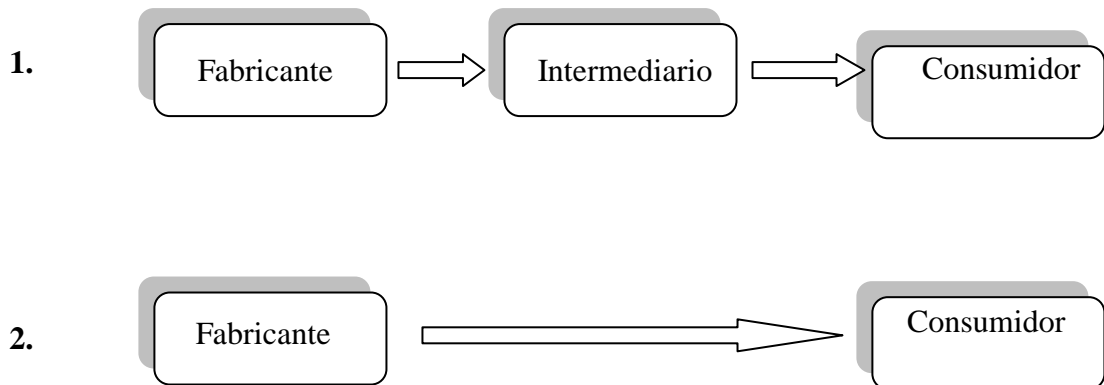 1. Fabricante Intermediario Consumidor
2. Fabricante Consumidor